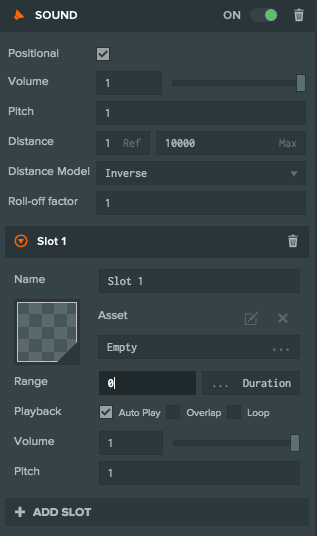 SOUND ON
Positional
Volume 1
Pitch 1
Distance 1 Ref 10000 Max
Distance Model Inverse
Roll-off factor 1
Slot 1
Name Slot 1
Asset
Empty ...
Range 0 ... Duration
Playback Auto Play Overlap Loop
Volume 1
Pitch 1
+ ADD SLOT